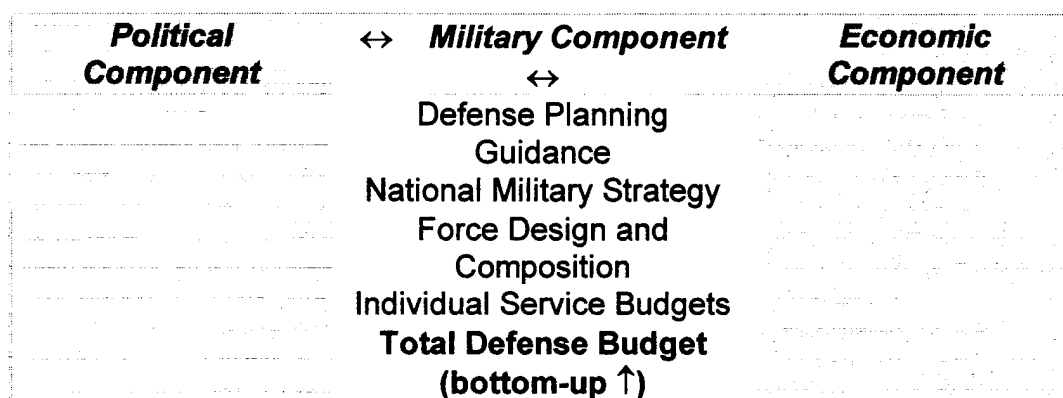 Political ↔ Military Component Economic
Component ↔ Component
Defense Planning
Guidance
National Military Strategy
Force Design and
Composition
Individual Service Budgets
Total Defense Budget
(bottom-up ↑)